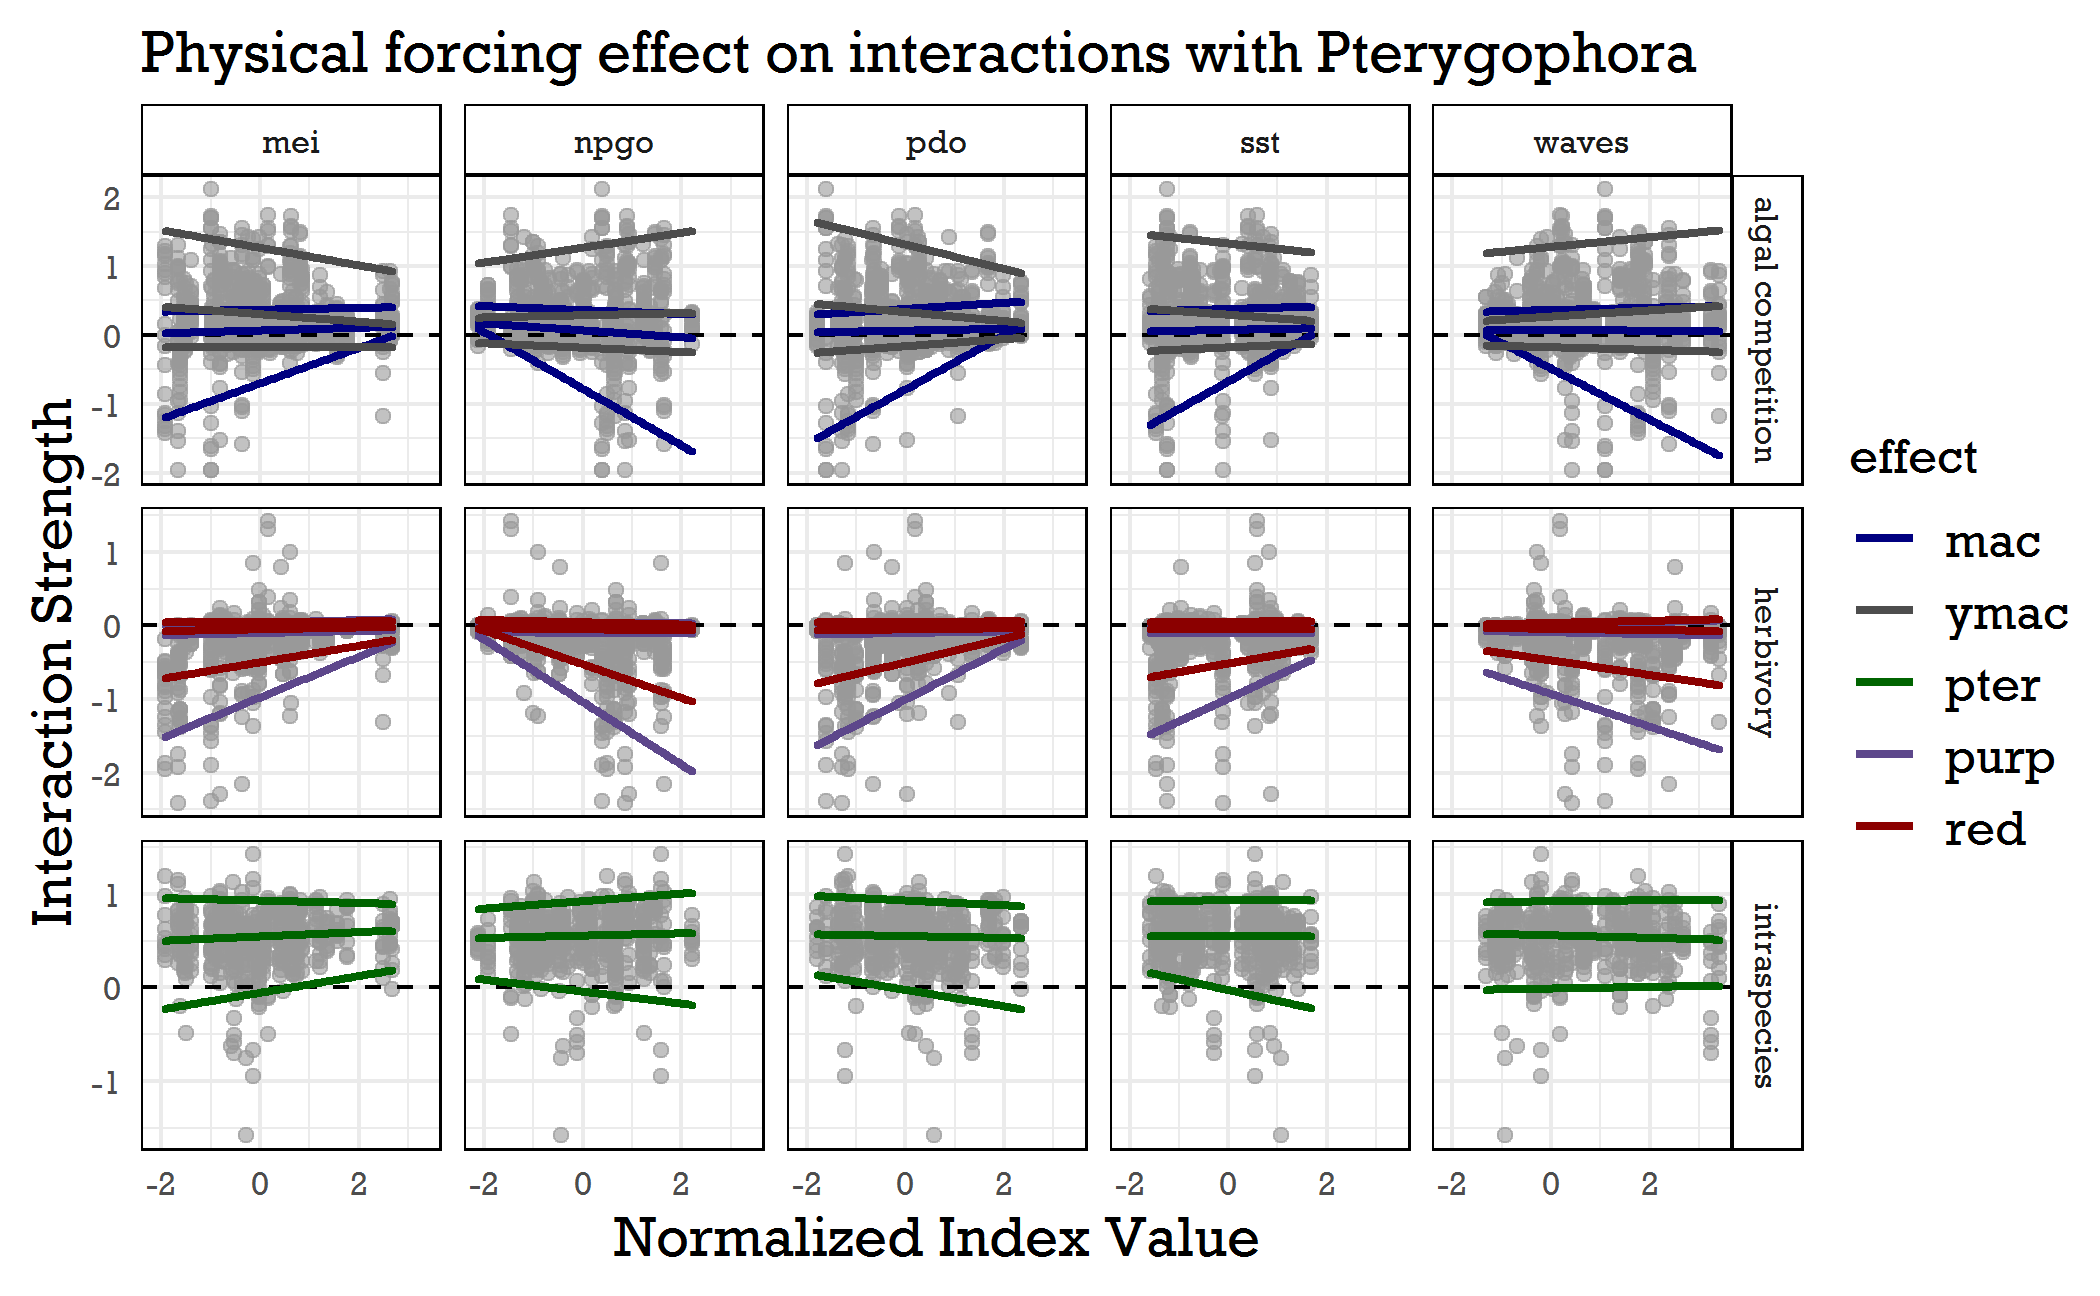 Physical forcing effect on interactions with Pterygophora
mei npgo pdo sst waves
2
1
0
-1
-2
algal competition
1
0
-1
-2
herbivory
1
0
-1
intraspecies
-2 0 2 -2 0 2 -2 0 2 -2 0 2 -2 0 2
Normalized Index Value
Interaction Strength
effect
mac
ymac
pter
purp
red